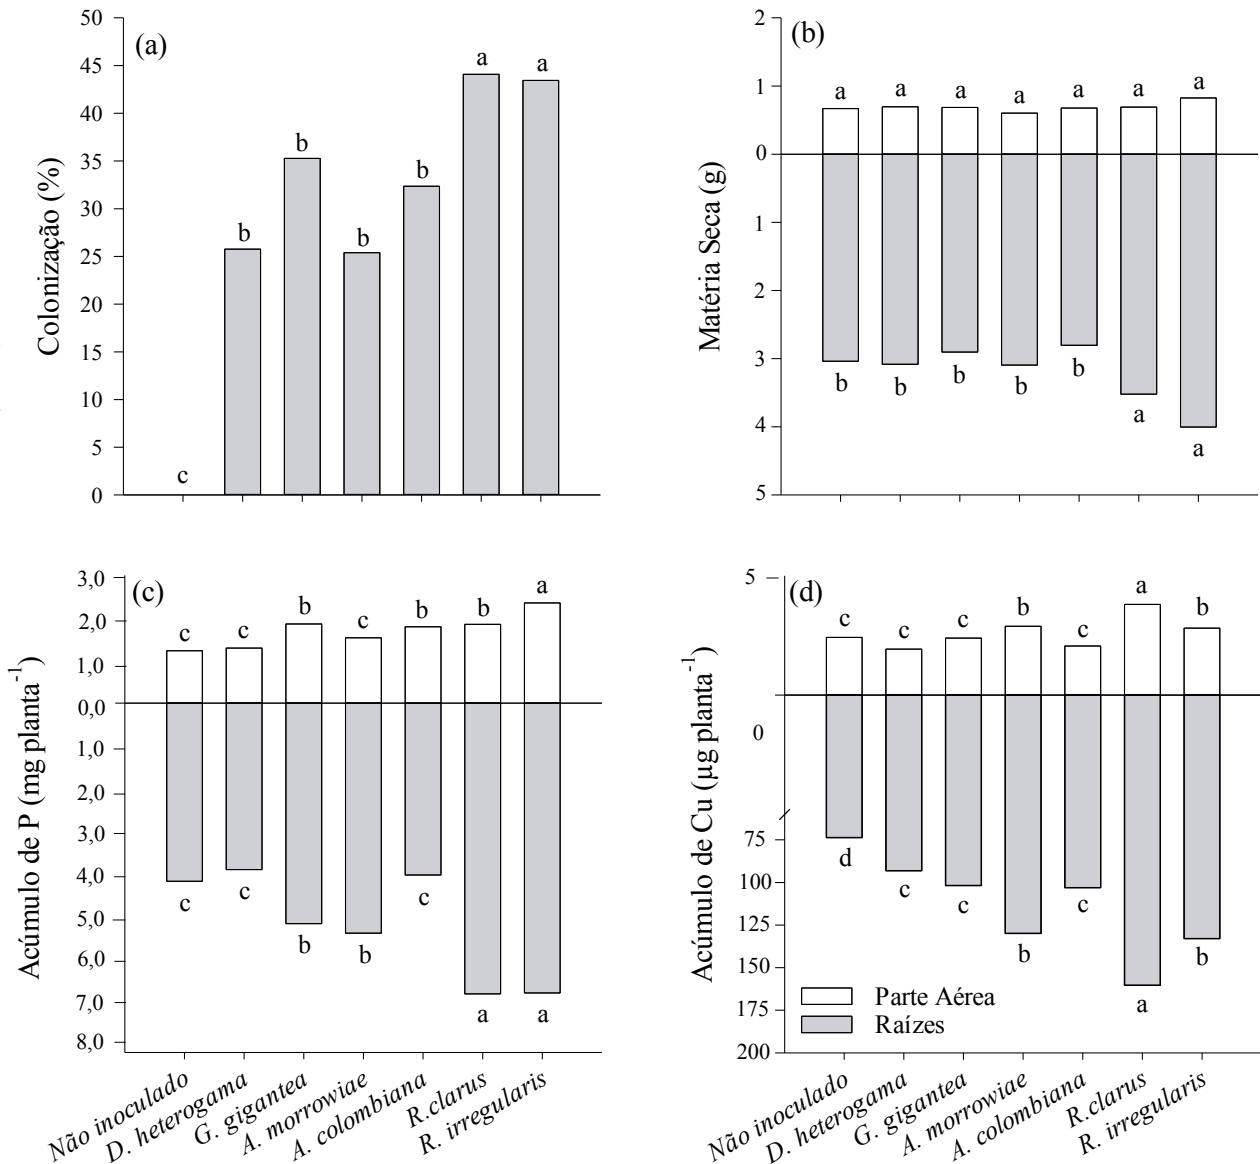 (a)
Colonização (%)
50
45
40
35
30
25
20
15
10
5
0
c
b
b
b
b
a
a
(b)
Matéria Seca (g)
2
1
0
1
2
3
4
5
a
a
a
a
a
a
a
b
b
b
b
b
a
a
(c)
Acúmulo de P (mg planta-1)
3,0
2,0
1,0
0,0
1,0
2,0
3,0
4,0
5,0
6,0
7,0
8,0
c
c
b
c
b
b
a
c
c
b
b
c
a
a
Não inoculado
D. heterogama
G. gigantea
A. morrowiae
A. colombiana
R.clarus
R. irregularis
(d)
Acúmulo de Cu (µg planta-1)
5
0
75
100
125
150
175
200
c
c
c
b
c
a
b
d
c
c
b
c
a
b
Parte Aérea
Raízes
Não inoculado
D. heterogama
G. gigantea
A. morrowiae
A. colombiana
R.clarus
R. irregularis